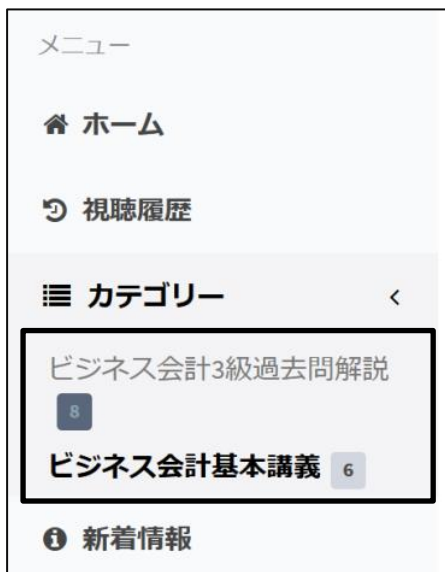 メニュー
ホーム
視聴履歴
カテゴリー <
ビジネス会計3級過去問解説
8
ビジネス会計基本講義 6
新着情報